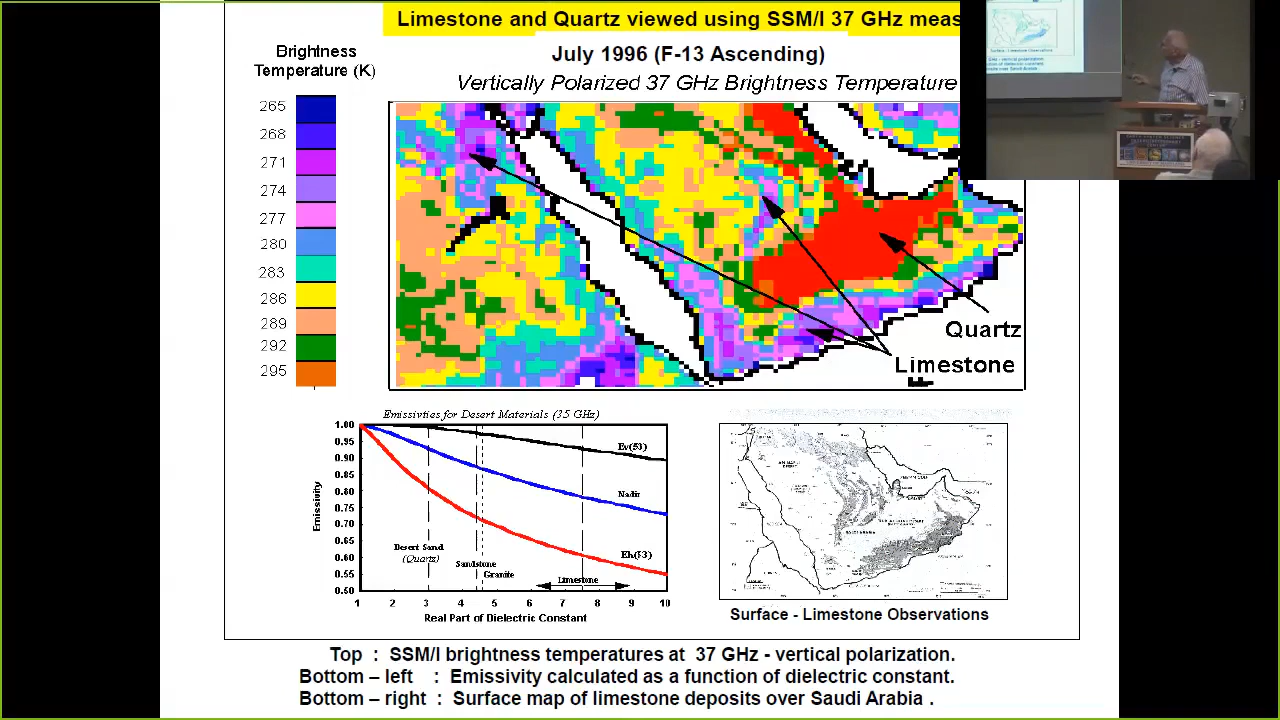 Limestone and Quartz viewed using SSM/I 37 GHz meas
July 1996 (F-13 Ascending)
Vertically Polarized 37 GHz Brightness Temperature
Brightness
Temperature (K)
265
268
271
274
277
280
283
286
289
292
295
Quartz
Limestone
Emissivties for Desert Materials (35 GHz)
1.00
0.95
0.90
0.85
0.80
0.75
0.70
0.65
0.60
0.55
0.50
Emissivity
Ev(53)
Nadir
Eh(53)
Desert Sand
(Quartz)
Sandstone
Granite
Limestone
1 2 3 4 5 6 7 8 9 10
Real Part of Dielectric Constant
Surface - Limestone Observations
Top : SSM/I brightness temperatures at 37 GHz - vertical polarization.
Bottom – left : Emissivity calculated as a function of dielectric constant.
Bottom – right : Surface map of limestone deposits over Saudi Arabia .